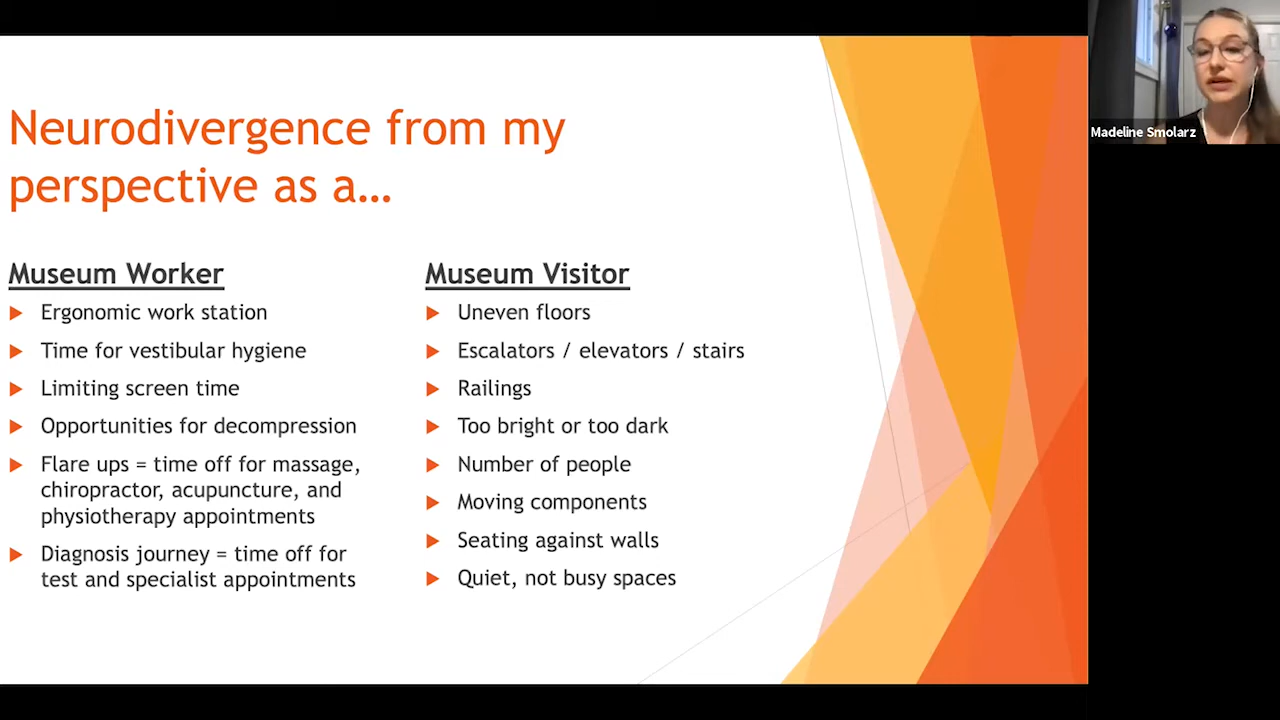 Neurodivergence from my
perspective as a…
Museum Worker
Ergonomic work station
Time for vestibular hygiene
Limiting screen time
Opportunities for decompression
Flare ups = time off for massage,
chiropractor, acupuncture, and
physiotherapy appointments
Diagnosis journey = time off for
test and specialist appointments
Museum Visitor
Uneven floors
Escalators / elevators / stairs
Railings
Too bright or too dark
Number of people
Moving components
Seating against walls
Quiet, not busy spaces
Madeline Smolarz